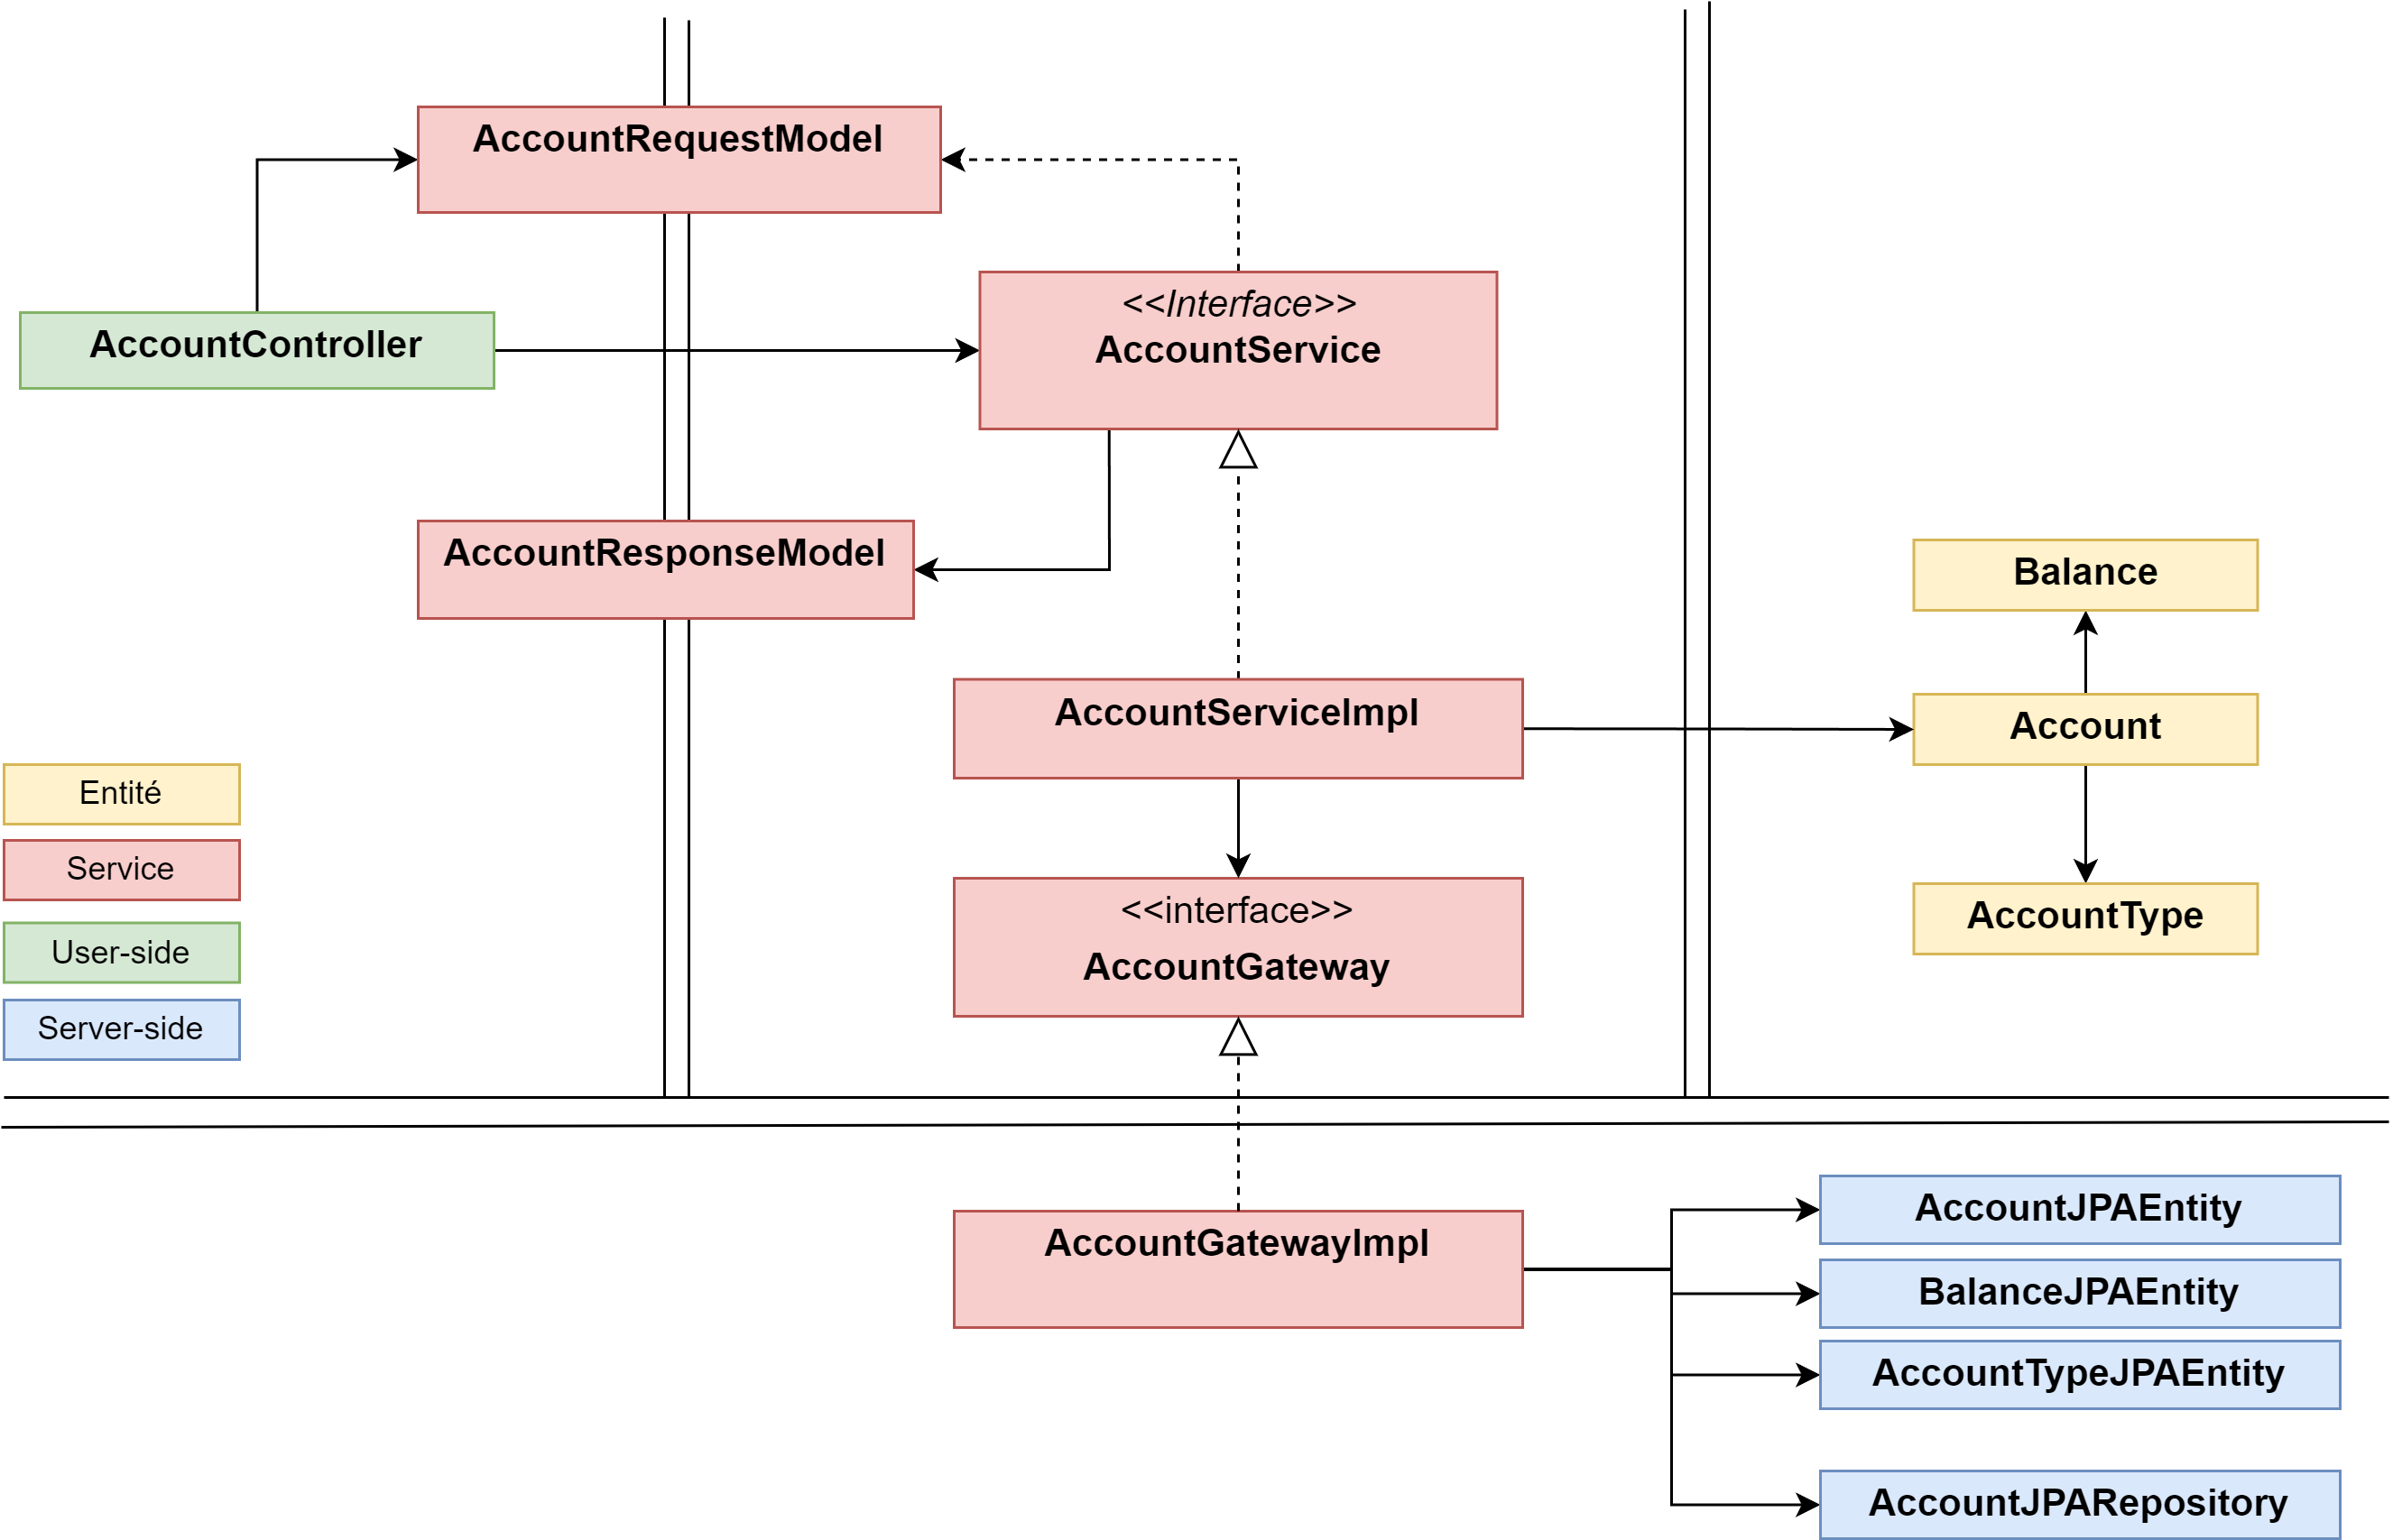 AccountRequestModel
<<Interface>>
AccountService
AccountController
AccountResponseModel
Balance
AccountServiceImpl
Account
Entité
Service
User-side
Server-side
<<interface>>
AccountGateway
AccountType
AccountGatewayImpl
AccountJPAEntity
BalanceJPAEntity
AccountTypeJPAEntity
AccountJPARepository